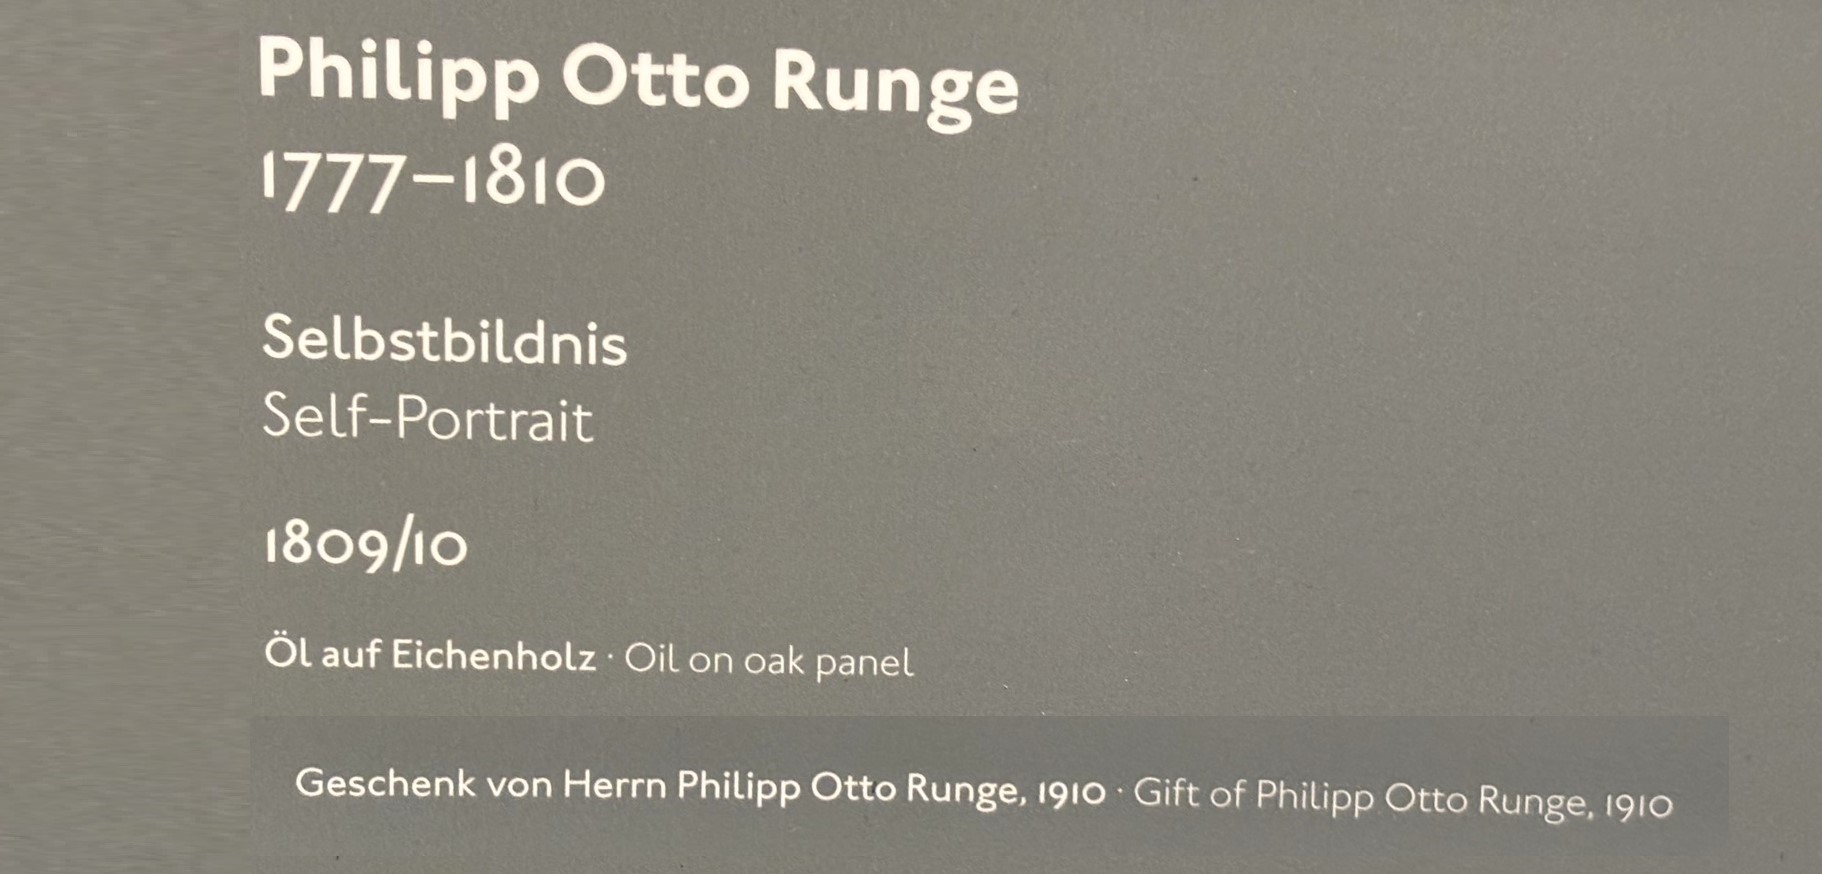 Philipp Otto Runge
1777–1810
Selbstbildnis
Self-Portrait
1809/10
Öl auf Eichenholz · Oil on oak panel
Geschenk von Herrn Philipp Otto Runge, 1910 · Gift of Philipp Otto Runge, 1910